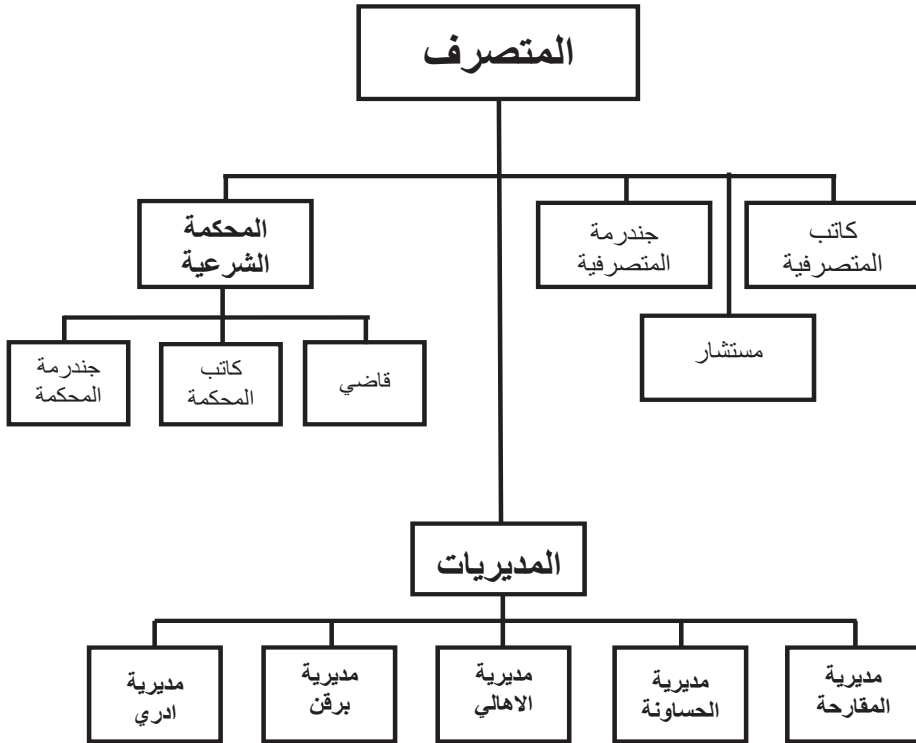 المتصرف
كاتب
المتصرفية
جندرمة
المتصرفية
المحكمة
الشرعية
مستشار
قاضي
كاتب
المحكمة
جندرمة
المحكمة
المديريات
مديرية
المقارحة
مديرية
الحساونة
مديرية
الاهالي
مديرية
برقن
مديرية
ادري